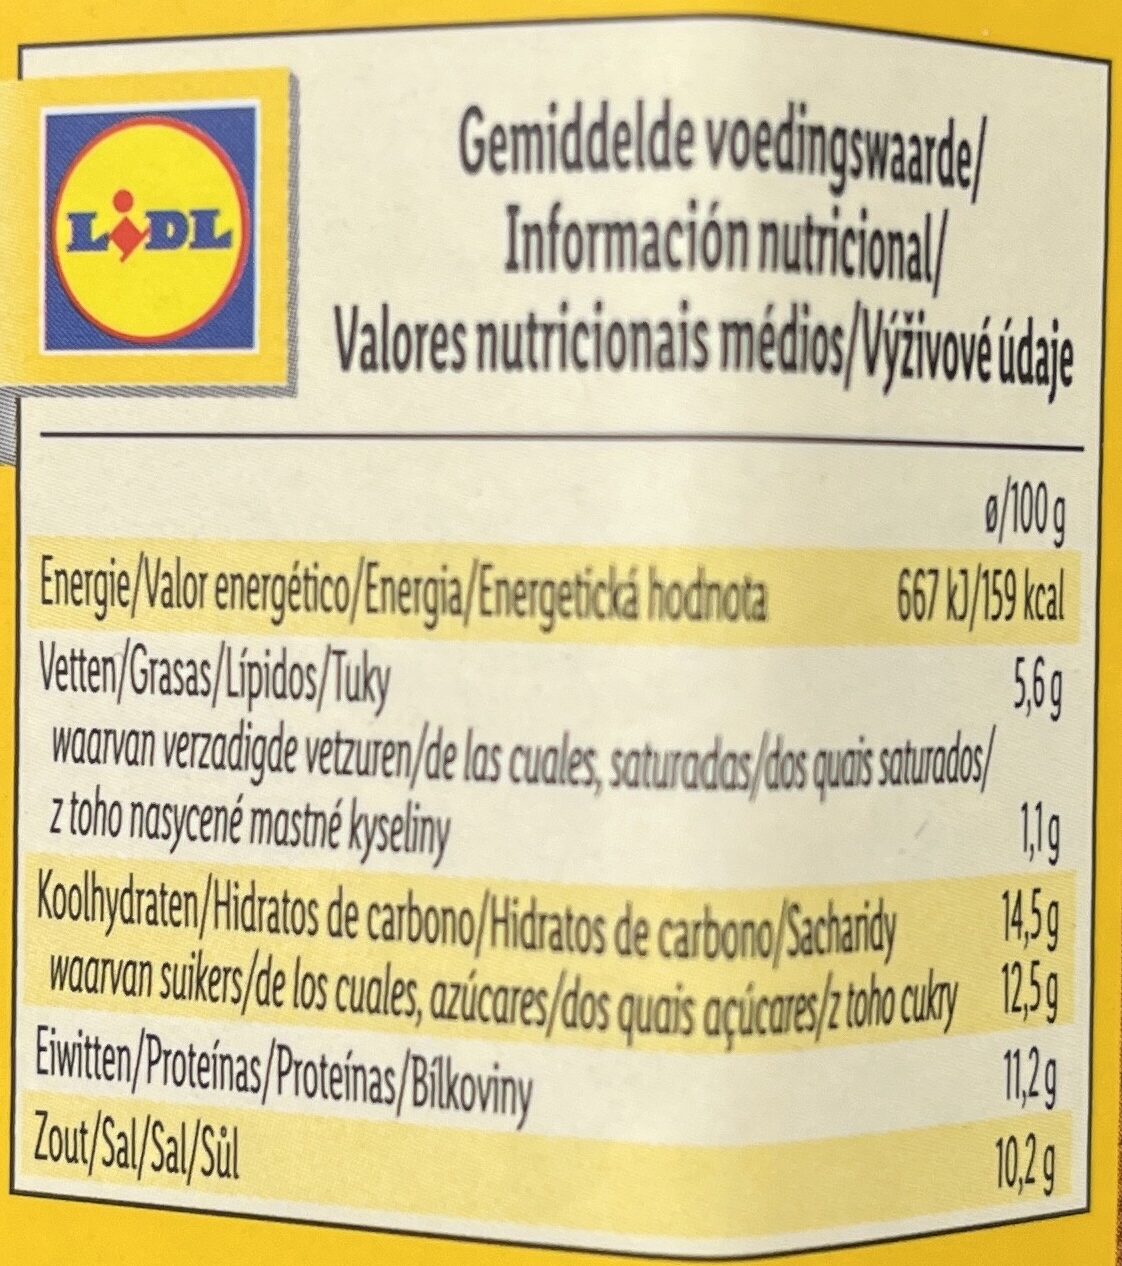 LiDL
Gemiddelde voedingswaarde/
Información nutricional/
Valores nutricionais médios/Výživové údaje
ø/100 g
Energie/Valor energético/Energia/Energetická hodnota 667 kJ/159 kcal
Vetten/Grasas/Lípidos/Tuky 5,6 g
waarvan verzadigde vetzuren/de las cuales, saturadas/dos quais saturados/
z toho nasycené mastné kyseliny 1,1 g
Koolhydraten/Hidratos de carbono/Hidratos de carbono/Sacharidy 14,5 g
waarvan suikers/de los cuales, azúcares/dos quais açúcares/z toho cukry 12,5 g
Eiwitten/Proteínas/Proteínas/Bílkoviny 11,2 g
Zout/Sal/Sal/Sůl 10,2 g